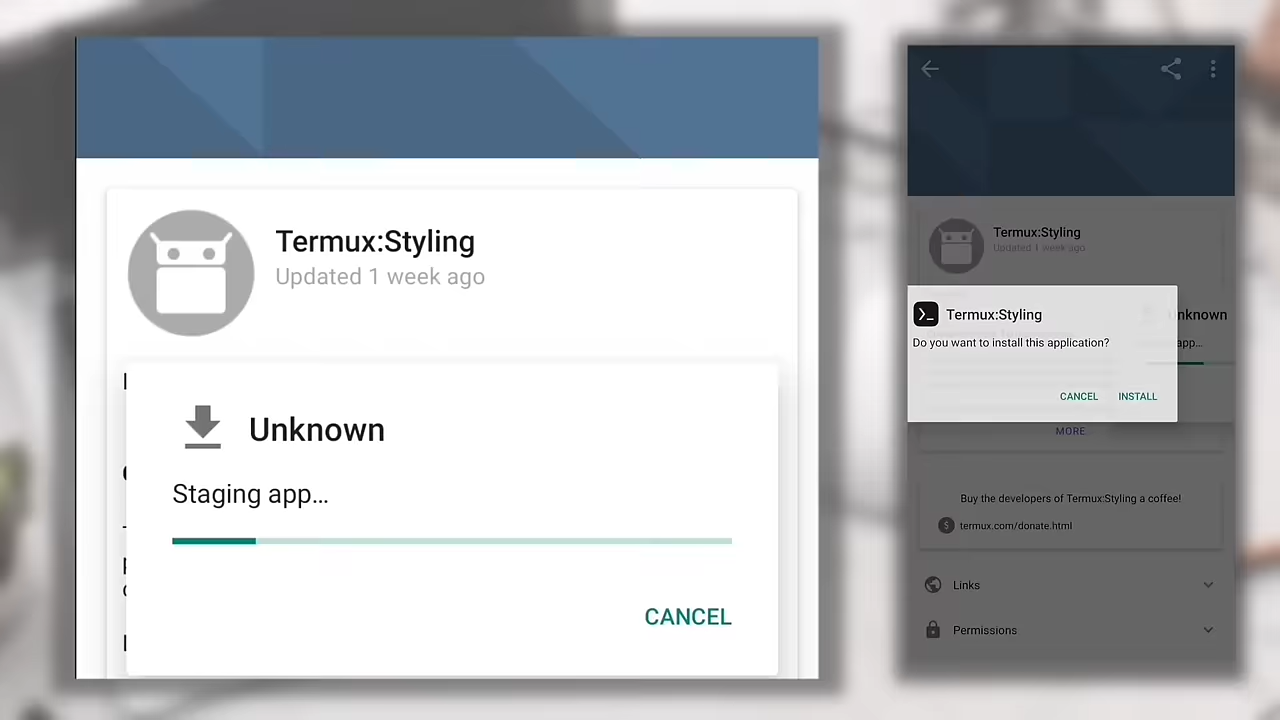 Termux:Styling
Updated 1 week ago
Unknown
Staging app...
CANCEL
Termux:Styling
Updated 1 week ago
Termux:Styling
Unknown
Do you want to install this application?
app...
CANCEL INSTALL
MORE
Buy the developers of Termux:Styling a coffee!
termux.com/donate.html
Links
Permissions